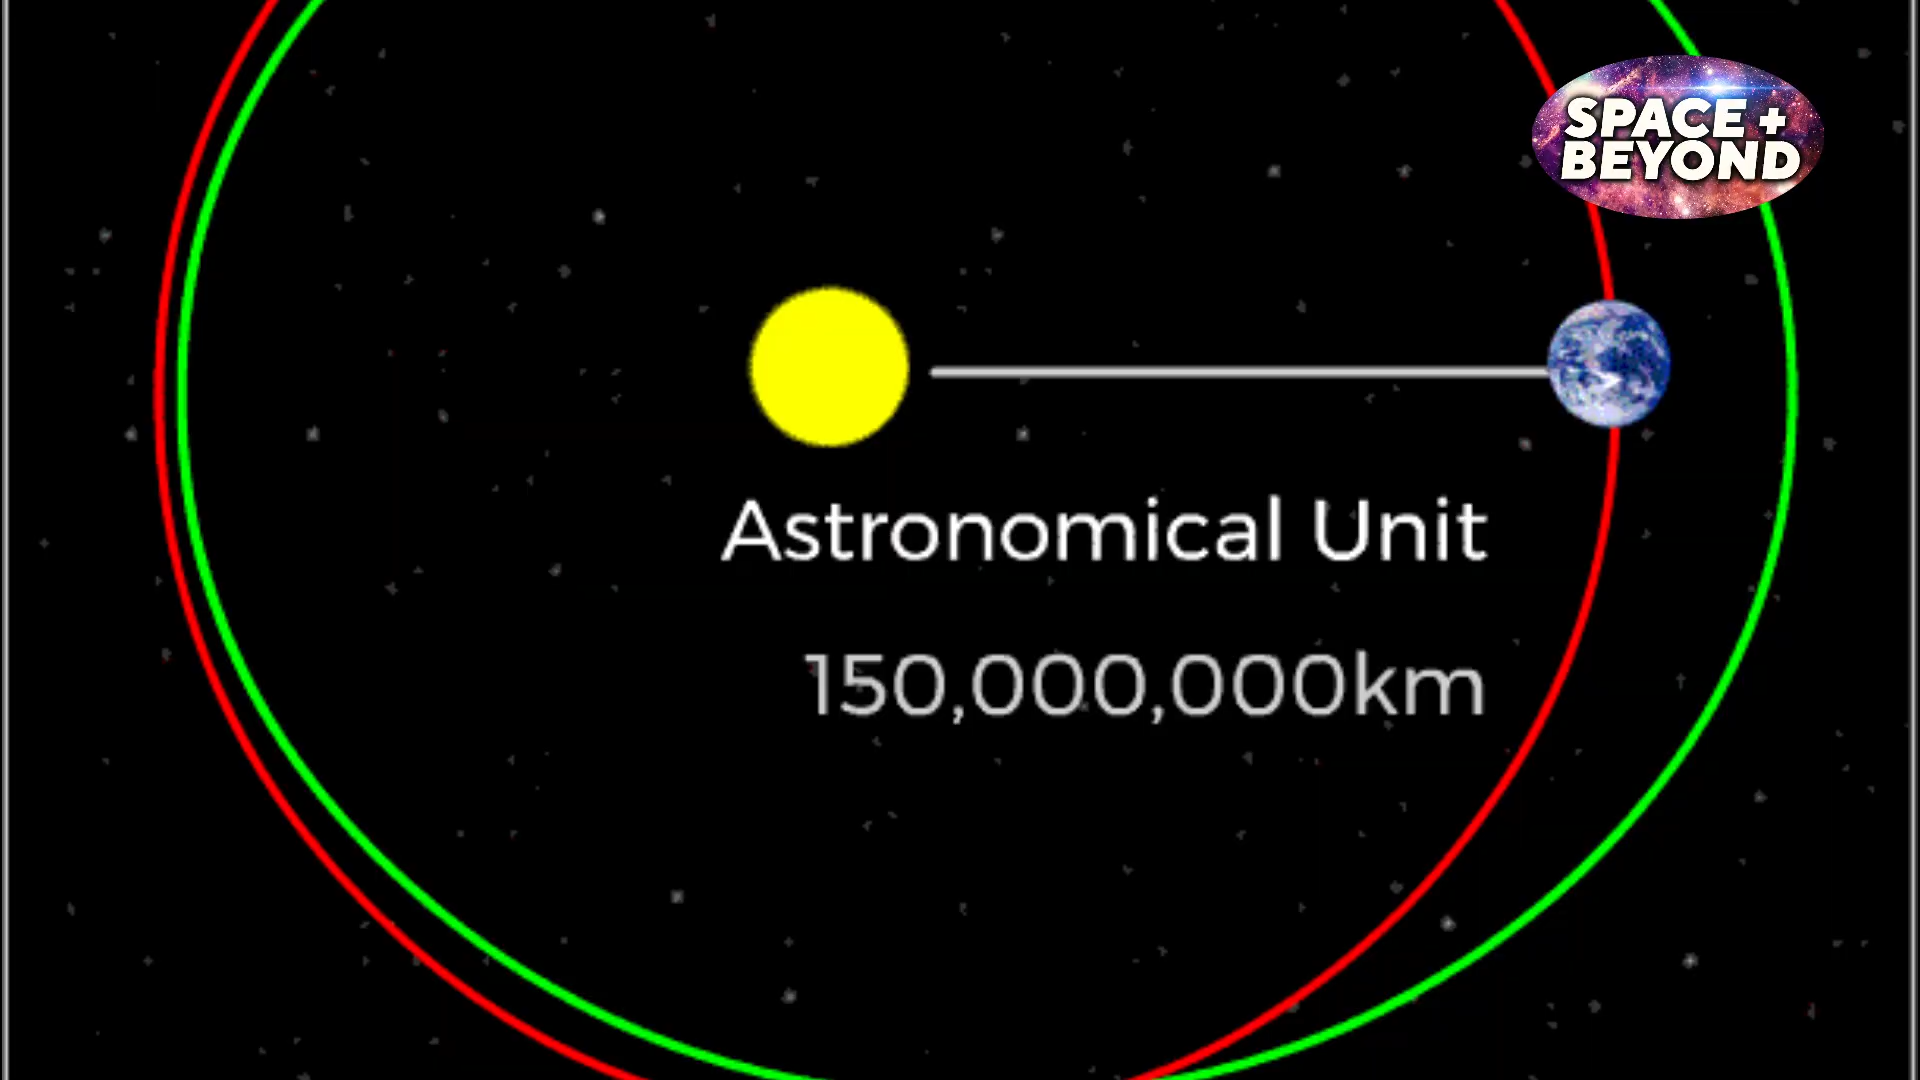 SPACE +
BEYOND
Astronomical Unit
150,000,000km